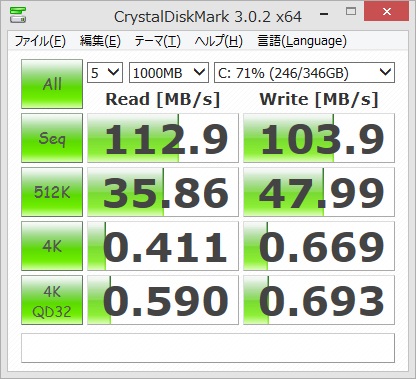 CrystalDiskMark 3.0.2 x64
ファイル(F) 編集(E) テーマ(T) ヘルプ(H) 言語(Language)
All 5 1000MB C: 71% (246/346GB)
Read [MB/s] Write [MB/s]
Seq 112.9 103.9
512K 35.86 47.99
4K 0.411 0.669
4K QD32 0.590 0.693